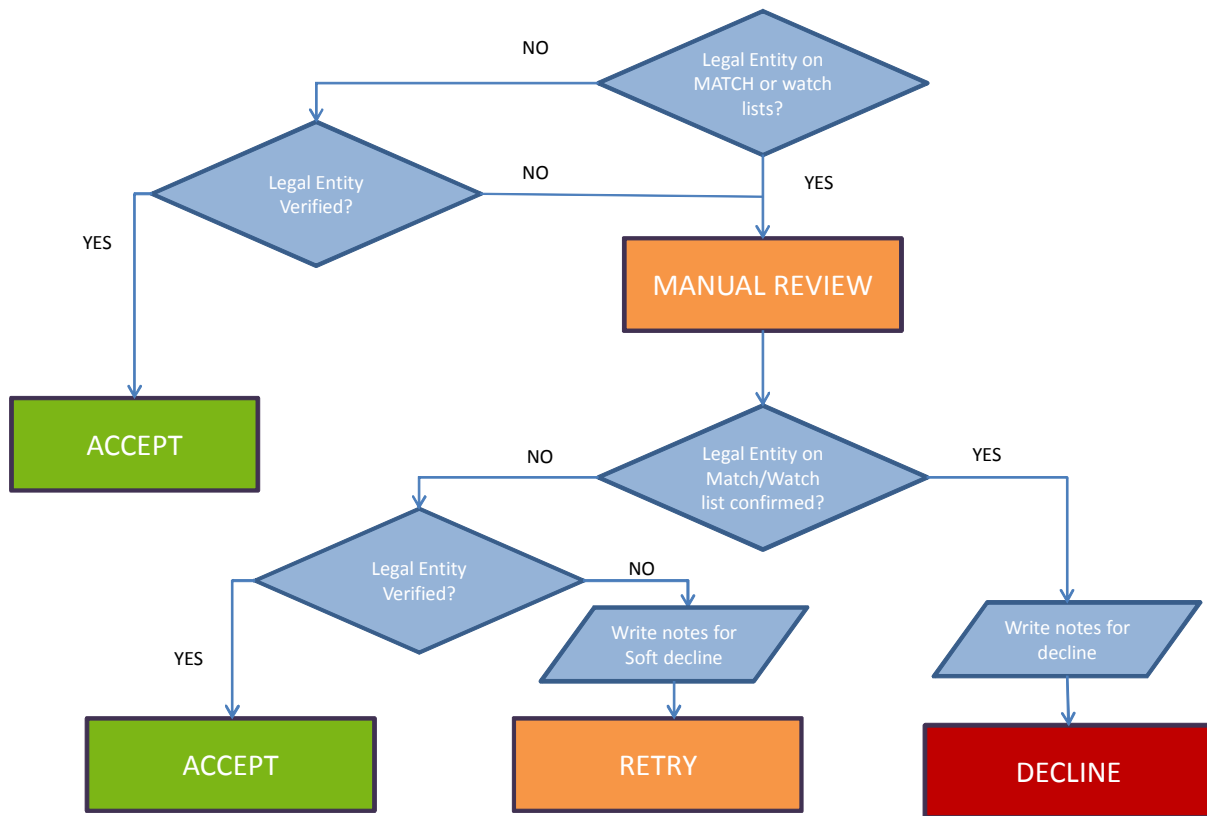 NO
Legal Entity on
MATCH or watch
lists?
Legal Entity
Verified?
NO
YES
YES
MANUAL REVIEW
ACCEPT
NO
Legal Entity on
Match/Watch
list confirmed?
YES
Legal Entity
Verified?
NO
Write notes for
Soft decline
Write notes for
decline
YES
ACCEPT
RETRY
DECLINE